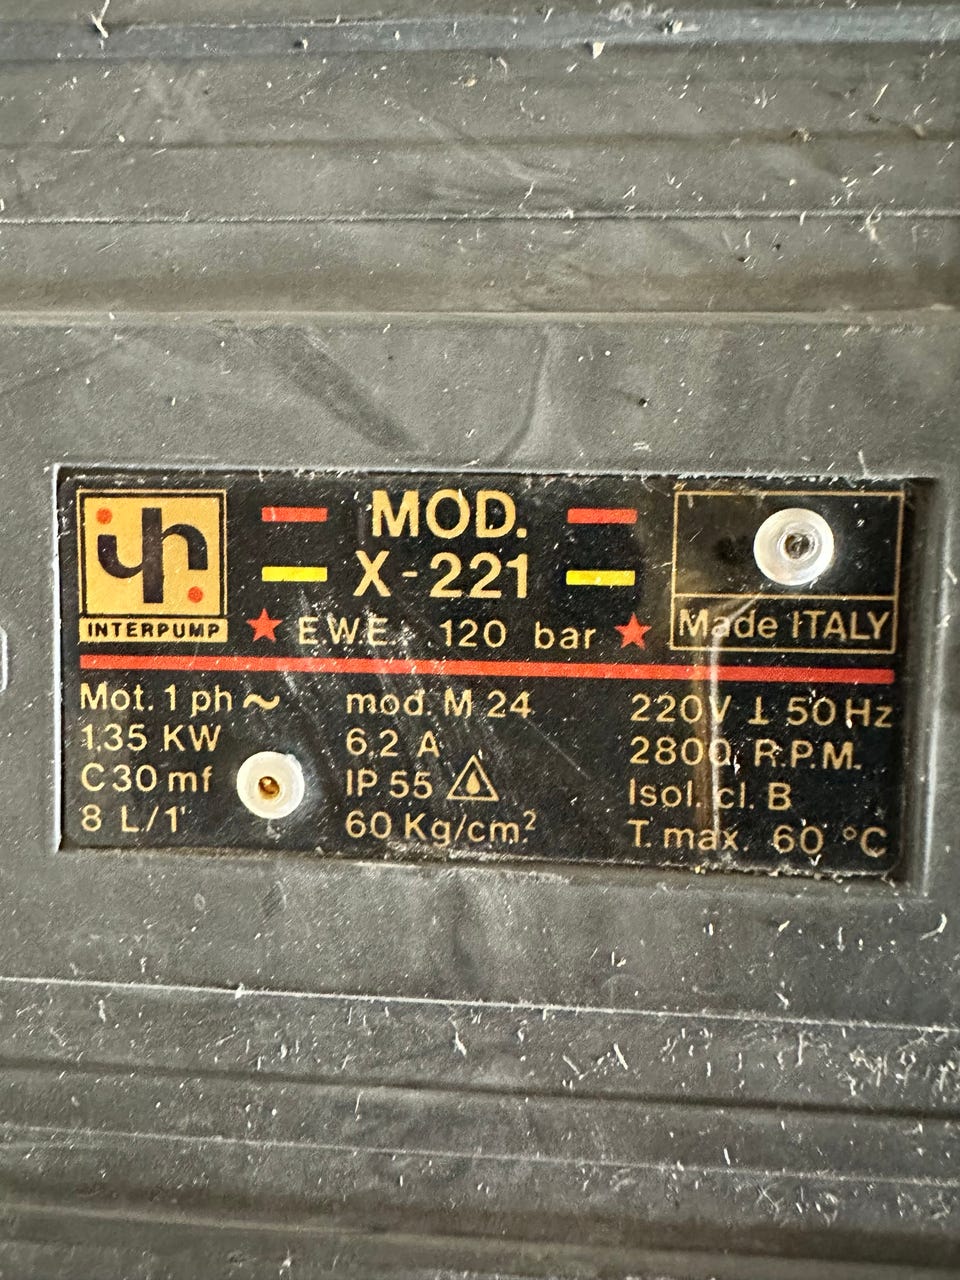 INTERPUMP
MOD.
X-221
E.W.E. 120 bar
Made ITALY
Mot. 1 ph ~ mod. M 24 220V ⊥ 50 Hz
1,35 KW 6,2 A 2800 R.P.M.
C 30 mf IP 55 Isol. cl. B
8 L/1' 60 Kg/cm² T. max. 60 °C